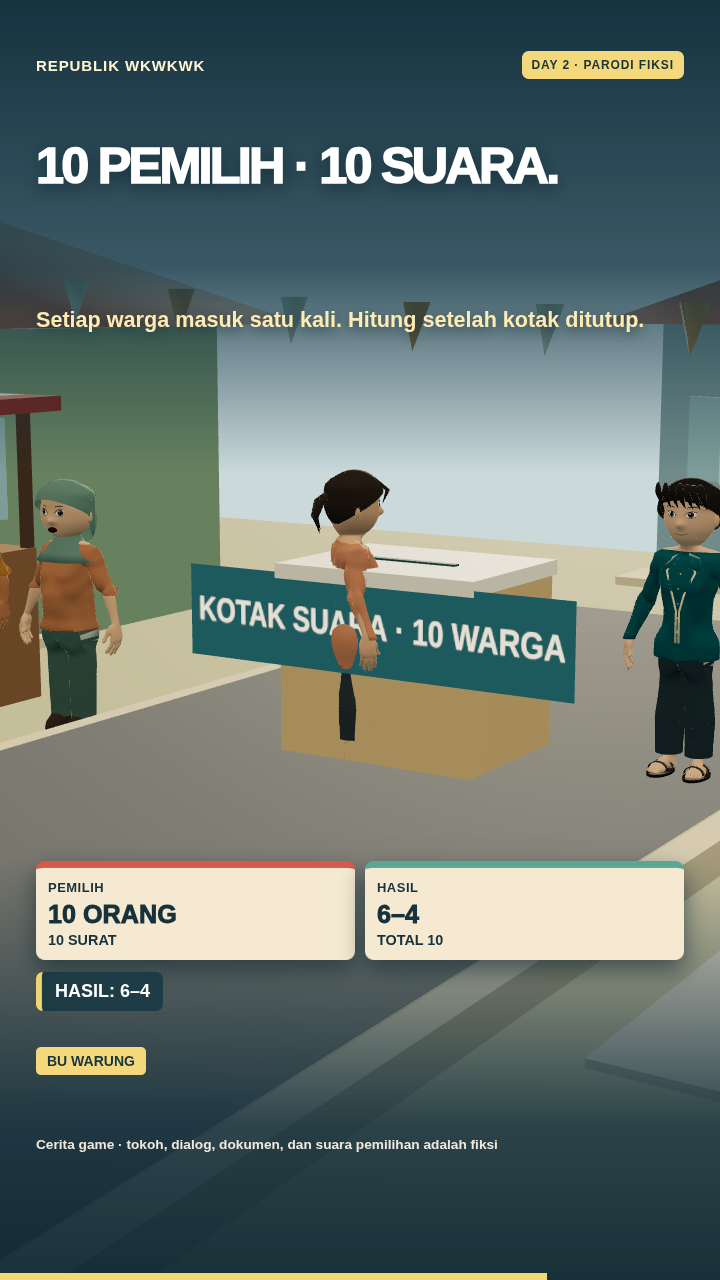 REPUBLIK WKWKWK
DAY 2 · PARODI FIKSI
10 PEMILIH · 10 SUARA.
Setiap warga masuk satu kali. Hitung setelah kotak ditutup.
KOTAK SUARA · 10 WARGA
PEMILIH
10 ORANG
10 SURAT
HASIL
6–4
TOTAL 10
HASIL: 6–4
BU WARUNG
Cerita game · tokoh, dialog, dokumen, dan suara pemilihan adalah fiksi